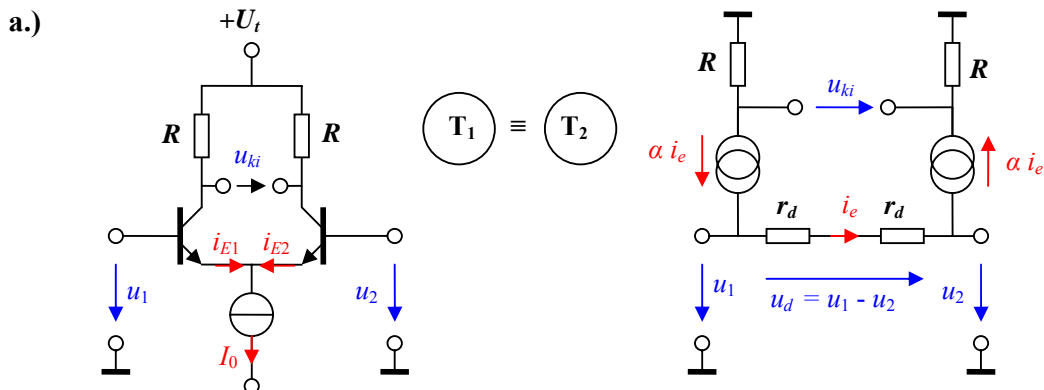 a.)
+U_t
R
R
u_ki
i_E1
i_E2
u_1
u_2
I_0
T_1 ≡ T_2
R
R
u_ki
α i_e
α i_e
r_d
i_e
r_d
u_1
u_d = u_1 - u_2
u_2